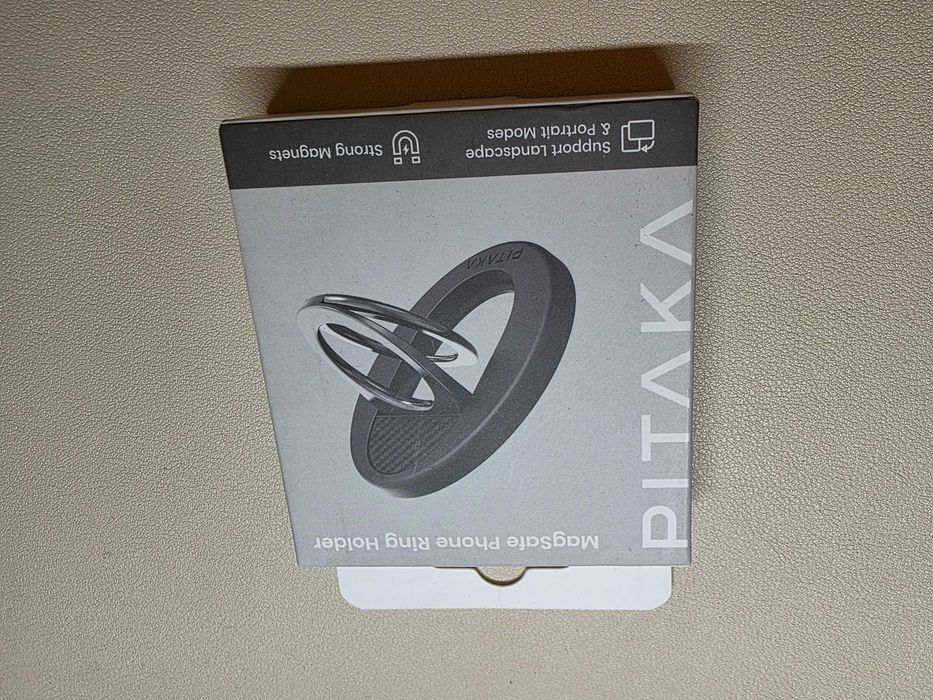 PITAKA
MagSafe Phone Ring Holder
PITAKA
Support Landscape
& Portrait Modes
Strong Magnets